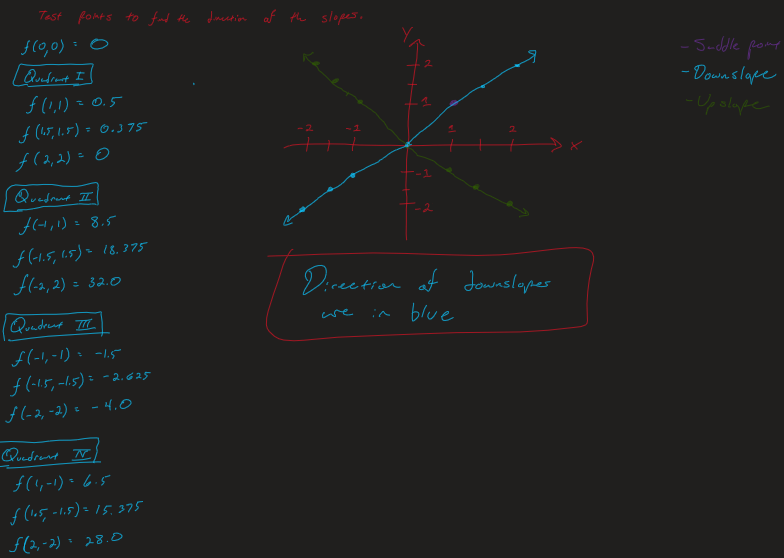 Test points to find the direction of the slopes.
f(0,0) = 0
Quadrant I
f(1,1) = 0.5
f(1.5,1.5) = 0.375
f(2,2) = 0
Quadrant II
f(-1,1) = 8.5
f(-1.5,1.5) = 18.375
f(-2,2) = 32.0
Quadrant III
f(-1,-1) = -1.5
f(-1.5,-1.5) = -2.625
f(-2,-2) = -4.0
Quadrant IV
f(1,-1) = 6.5
f(1.5,-1.5) = 15.375
f(2,-2) = 28.0
Y
2
1
-2 -1 1 2 X
-1
-2
- Saddle point
- Downslope
- Upslope
Direction of downslopes
are in blue